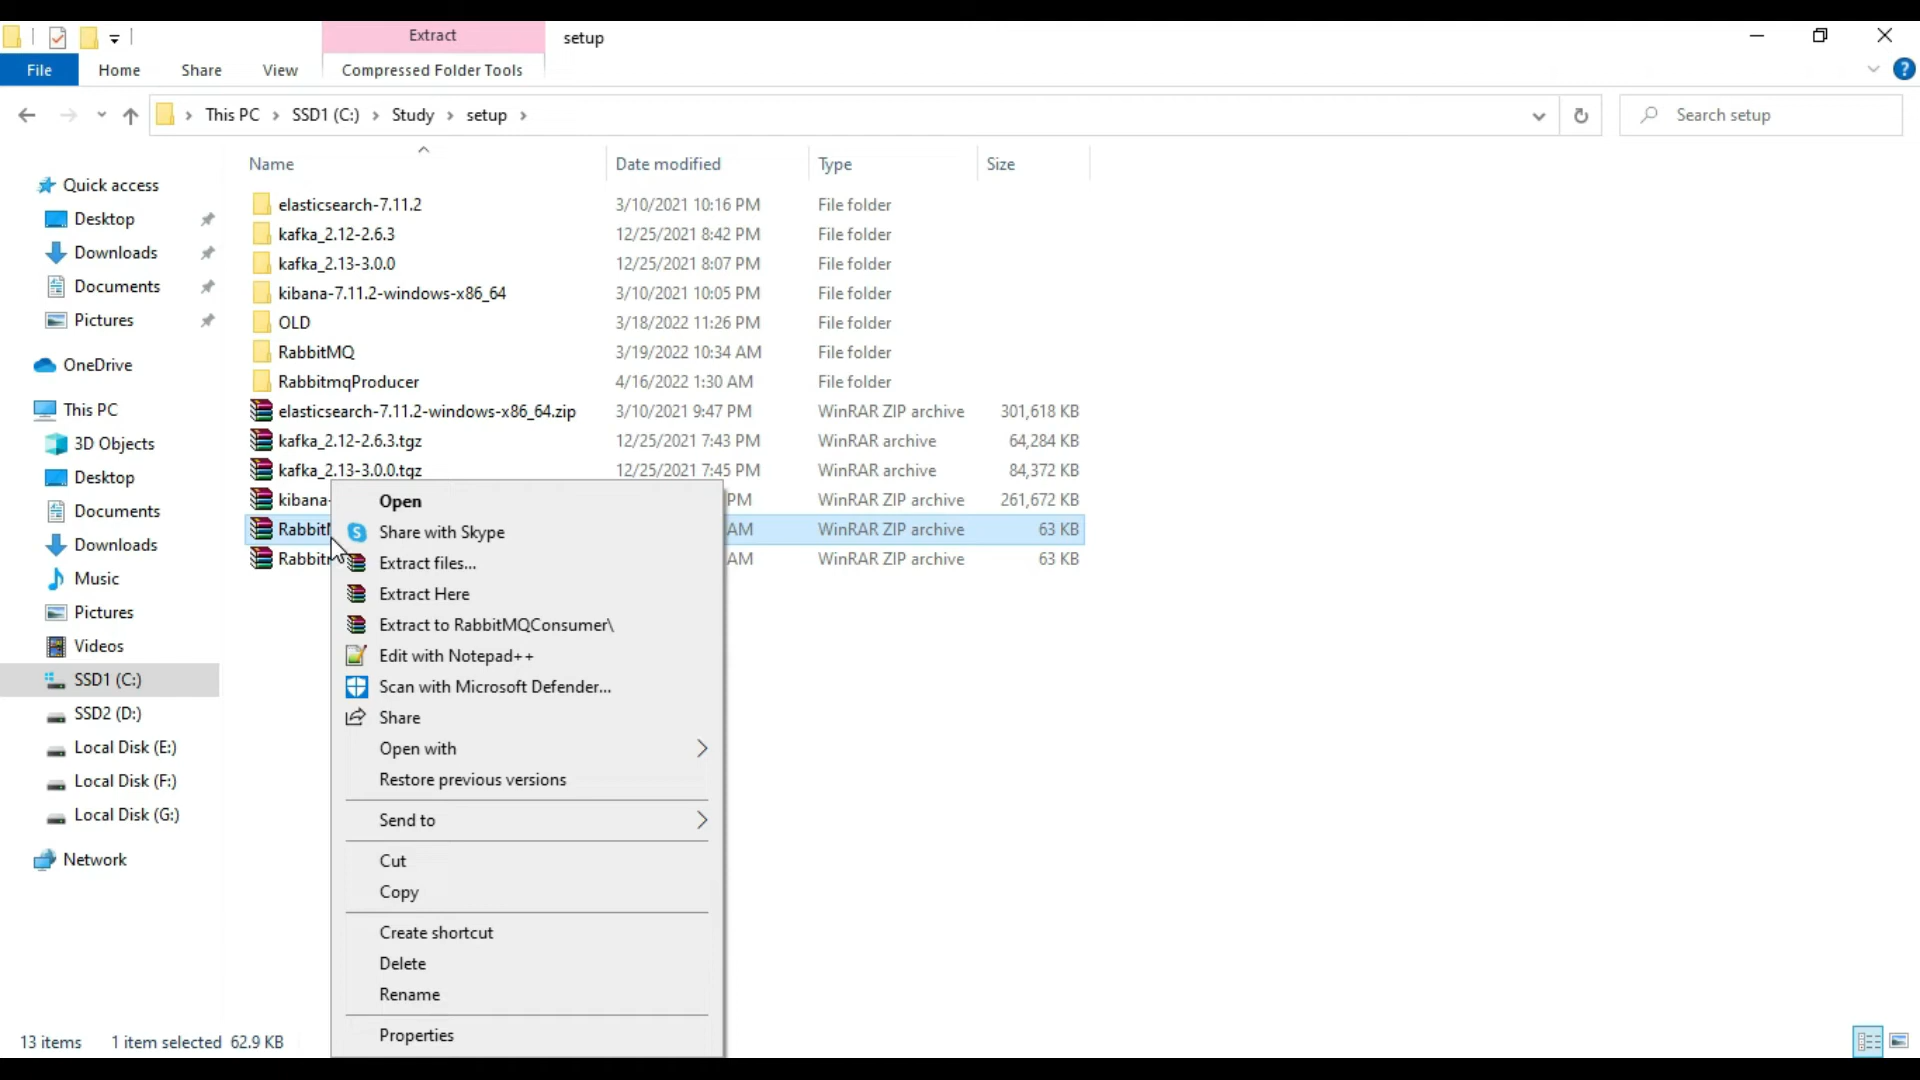 Extract
setup
File
Home
Share
View
Compressed Folder Tools
This PC
SSD1 (C:)
Study
setup
Search setup
Name
Date modified
Type
Size
Quick access
Desktop
Downloads
Documents
Pictures
OneDrive
This PC
3D Objects
Desktop
Documents
Downloads
Music
Pictures
Videos
SSD1 (C:)
SSD2 (D:)
Local Disk (E:)
Local Disk (F:)
Local Disk (G:)
Network
elasticsearch-7.11.2 3/10/2021 10:16 PM File folder
kafka_2.12-2.6.3 12/25/2021 8:42 PM File folder
kafka_2.13-3.0.0 12/25/2021 8:07 PM File folder
kibana-7.11.2-windows-x86_64 3/10/2021 10:05 PM File folder
OLD 3/18/2022 11:26 PM File folder
RabbitMQ 3/19/2022 10:34 AM File folder
RabbitmqProducer 4/16/2022 1:30 AM File folder
elasticsearch-7.11.2-windows-x86_64.zip 3/10/2021 9:47 PM WinRAR ZIP archive 301,618 KB
kafka_2.12-2.6.3.tgz 12/25/2021 7:43 PM WinRAR archive 64,284 KB
kafka_2.13-3.0.0.tgz 12/25/2021 7:45 PM WinRAR archive 84,372 KB
kibana- PM WinRAR ZIP archive 261,672 KB
Rabbit AM WinRAR ZIP archive 63 KB
Rabbit AM WinRAR ZIP archive 63 KB
Open
Share with Skype
Extract files...
Extract Here
Extract to RabbitMQConsumer\
Edit with Notepad++
Scan with Microsoft Defender...
Share
Open with
Restore previous versions
Send to
Cut
Copy
Create shortcut
Delete
Rename
Properties
13 items 1 item selected 62.9 KB